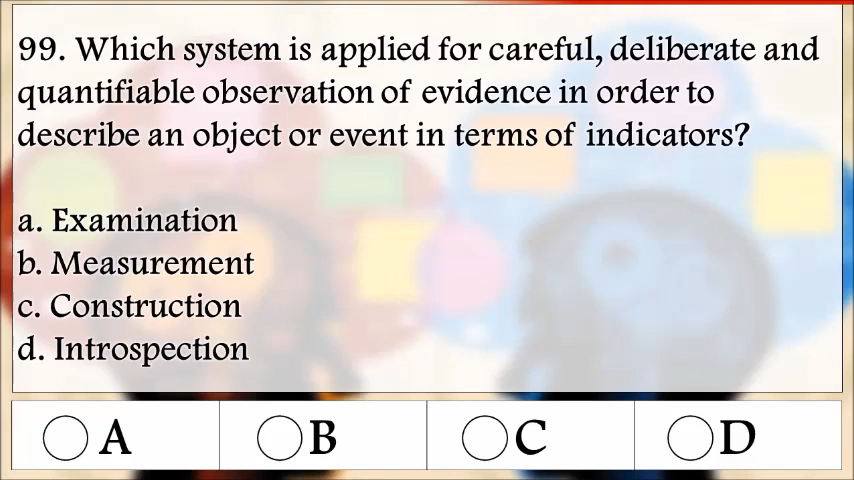 99. Which system is applied for careful, deliberate and
quantifiable observation of evidence in order to
describe an object or event in terms of indicators?
a. Examination
b. Measurement
c. Construction
d. Introspection
A B C D